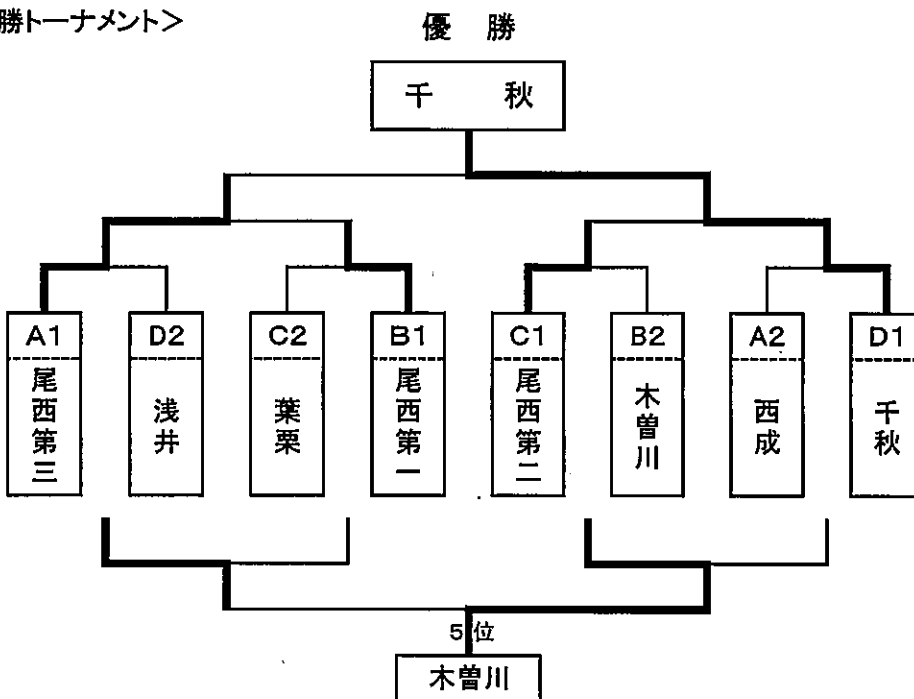 勝トーナメント＞
優 勝
千 秋
A1 D2 C2 B1 C1 B2 A2 D1
尾西第三 浅井 葉栗 尾西第一 尾西第二 木曽川 西成 千秋
5位
木曽川